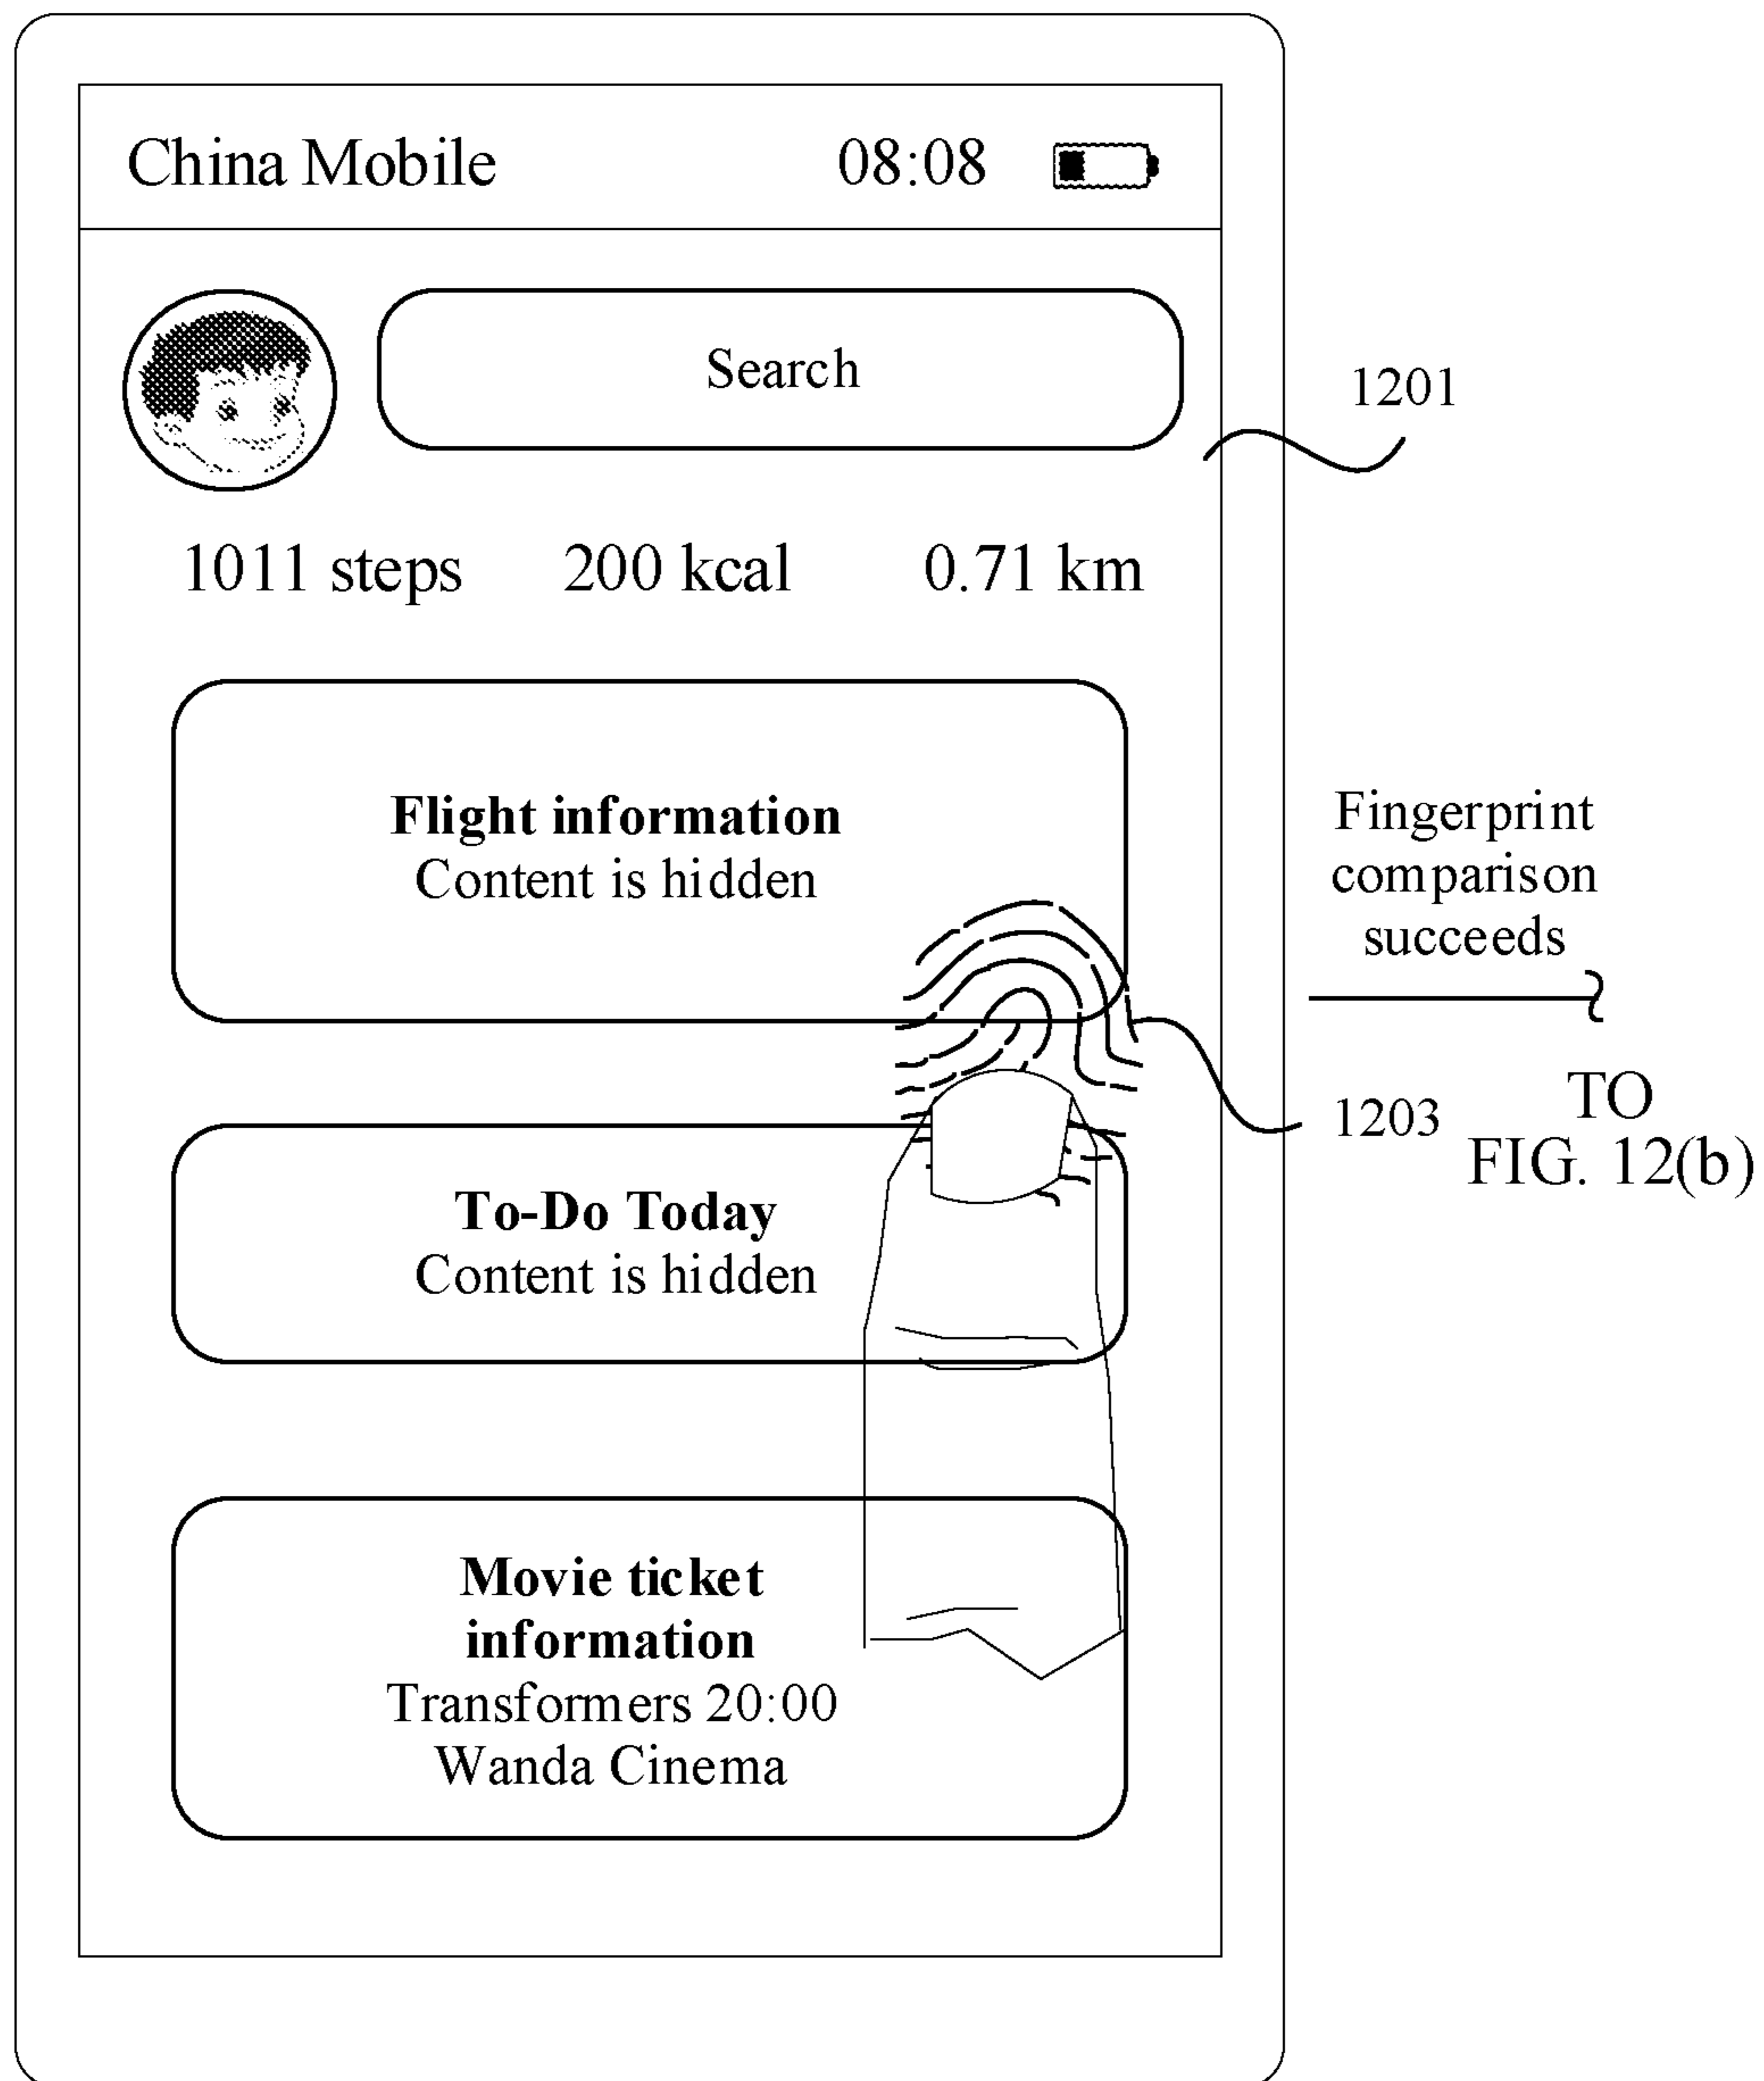 China Mobile 08:08
Search
1201
1011 steps 200 kcal 0.71 km
Flight information
Content is hidden
Fingerprint
comparison
succeeds
1203
TO
FIG. 12(b)
To-Do Today
Content is hidden
Movie ticket
information
Transformers 20:00
Wanda Cinema